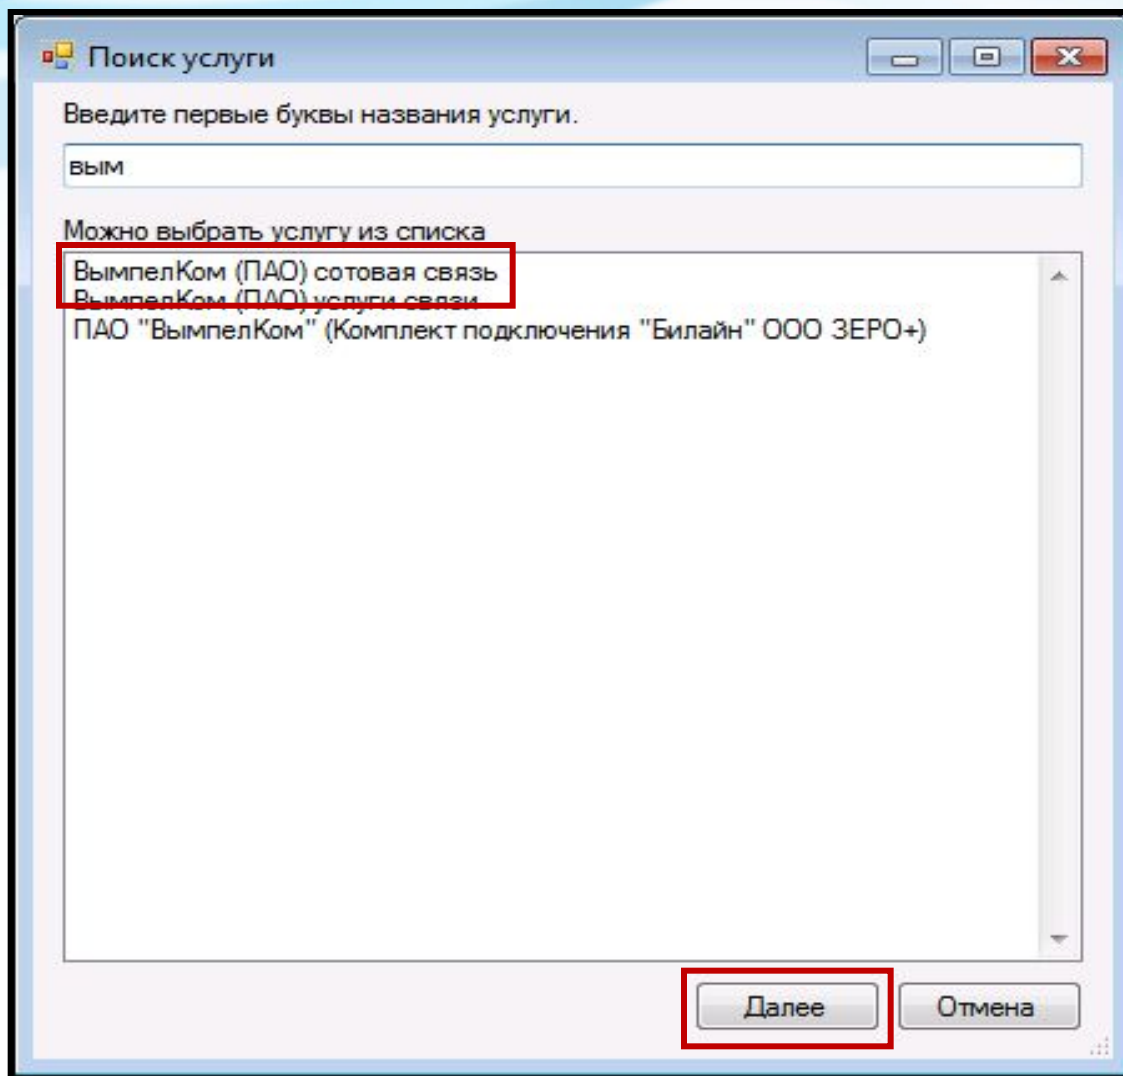 Поиск услуги
Введите первые буквы названия услуги.
вым
Можно выбрать услугу из списка
ВымпелКом (ПАО) сотовая связь
ВымпелКом (ПАО) услуги связи
ПАО "ВымпелКом" (Комплект подключения "Билайн" ООО ЗЕРО+)
Далее Отмена